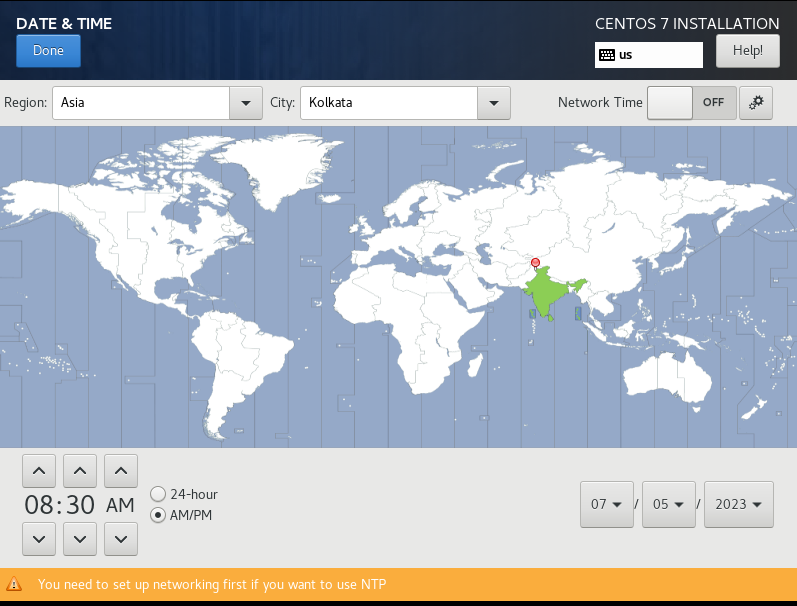 DATE & TIME
CENTOS 7 INSTALLATION
Done
us
Help!
Region: Asia City: Kolkata Network Time OFF
08:30 AM
24-hour
AM/PM
07 / 05 / 2023
You need to set up networking first if you want to use NTP